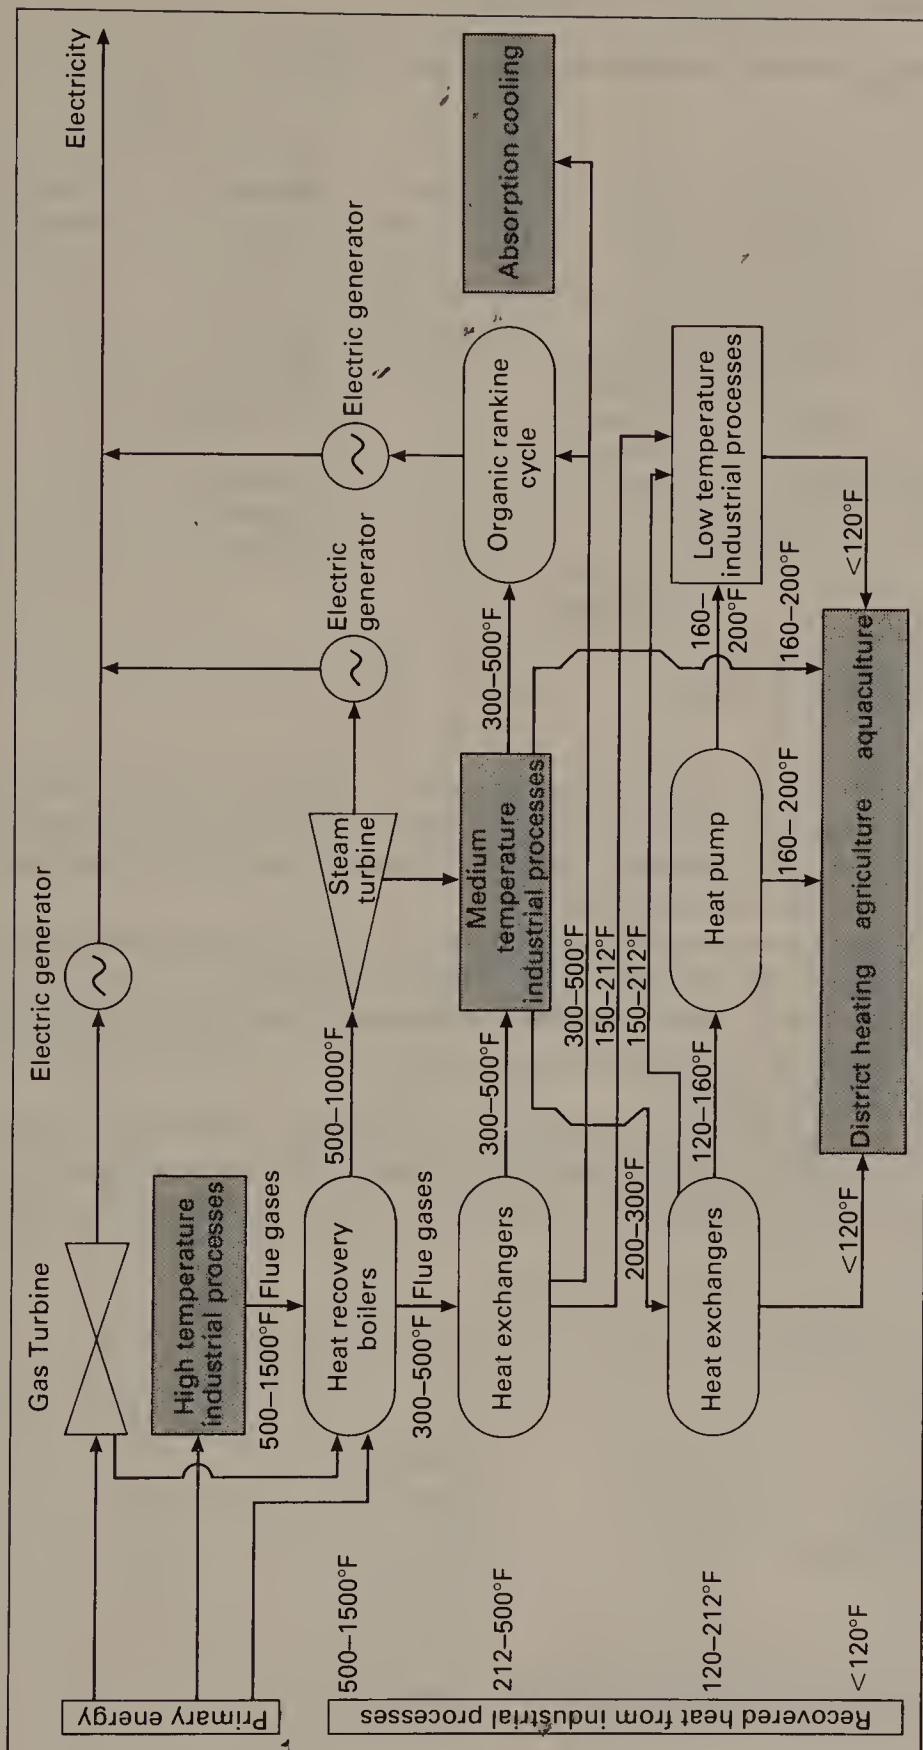 Primary energy
Recovered heat from industrial processes
500–1500°F
212–500°F
120–212°F
<120°F
Gas Turbine
Electric generator
Electricity
High temperature
industrial processes
500–1500°F Flue gases
Heat recovery
boilers
500–1000°F
Steam
turbine
Electric
generator
Electric generator
300–500°F Flue gases
Heat exchangers
300–500°F
Medium
temperature
industrial processes
300–500°F
Organic rankine
cycle
Absorption cooling
300–500°F
150–212°F
150–212°F
200–300°F
Heat exchangers
120–160°F
Heat pump
160–
200°F
Low temperature
industrial processes
<120°F
160–200°F
160–200°F
<120°F
District heating agriculture aquaculture